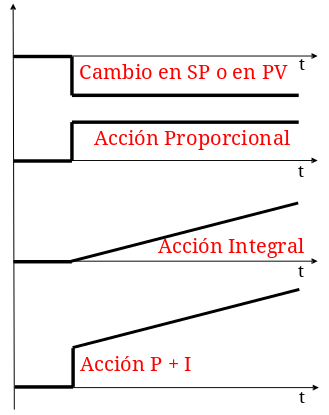 t
Cambio en SP o en PV
Acción Proporcional
t
Acción Integral
t
Acción P + I
t